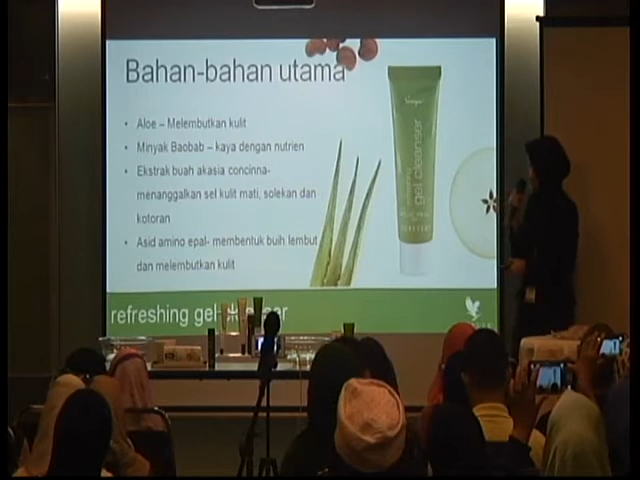 Bahan-bahan utama
• Aloe – Melembutkan kulit
• Minyak Baobab – kaya dengan nutrien
• Ekstrak buah akasia concinna-
menanggalkan sel kulit mati, solekan dan
kotoran
• Asid amino epal- membentuk buih lembut
dan melembutkan kulit
gel cleanser
refreshing gel